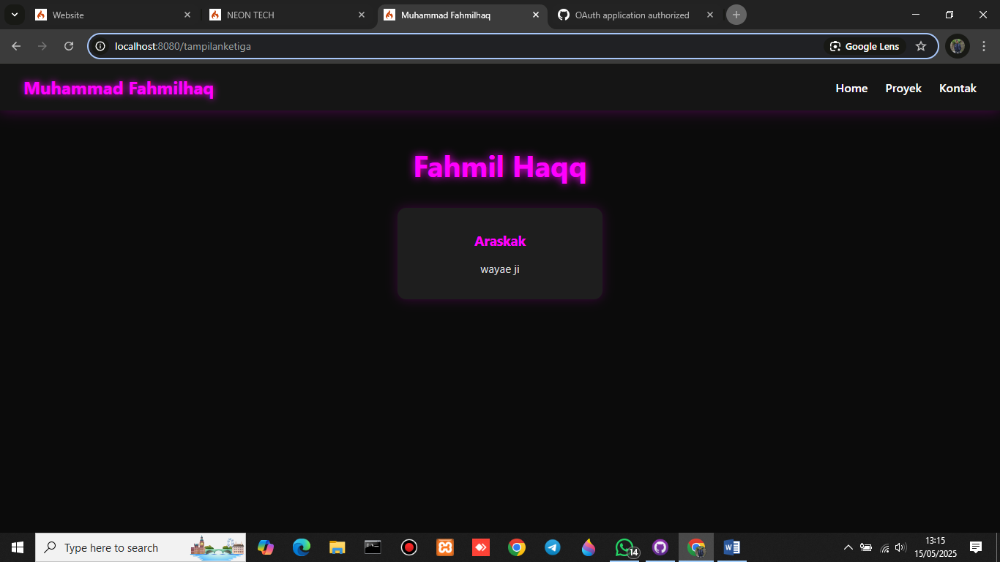 Website
NEON TECH
Muhammad Fahmilhaq
OAuth application authorized
localhost:8080/tampilanketiga
Google Lens
Muhammad Fahmilhaq
Home
Proyek
Kontak
Fahmil Haqq
Araskak
wayae ji
Type here to search
14
13:15
15/05/2025